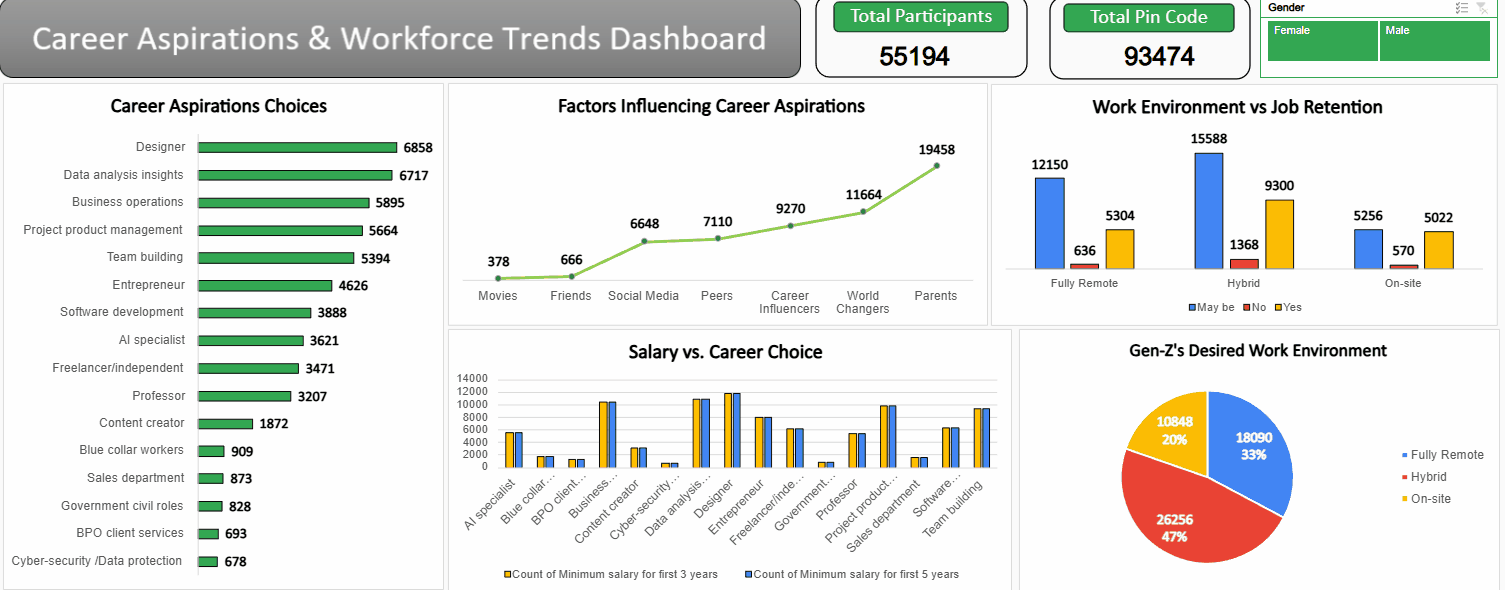 Career Aspirations & Workforce Trends Dashboard
Total Participants
55194
Total Pin Code
93474
Gender
Female
Male
Career Aspirations Choices
Designer 6858
Data analysis insights 6717
Business operations 5895
Project product management 5664
Team building 5394
Entrepreneur 4626
Software development 3888
AI specialist 3621
Freelancer/independent 3471
Professor 3207
Content creator 1872
Blue collar workers 909
Sales department 873
Government civil roles 828
BPO client services 693
Cyber-security /Data protection 678
Factors Influencing Career Aspirations
378 666 6648 7110 9270 11664 19458
Movies Friends Social Media Peers Career Influencers World Changers Parents
Work Environment vs Job Retention
12150 636 5304 15588 1368 9300 5256 570 5022
Fully Remote Hybrid On-site
May be No Yes
Salary vs. Career Choice
14000
12000
10000
8000
6000
4000
2000
0
AI specialist
Blue collar…
BPO client…
Business…
Content creator
Cyber-security…
Data analysis…
Designer
Entrepreneur
Freelancer/inde…
Government…
Professor
Project product…
Sales department
Software…
Team building
Count of Minimum salary for first 3 years Count of Minimum salary for first 5 years
Gen-Z's Desired Work Environment
10848
20%
18090
33%
26256
47%
Fully Remote
Hybrid
On-site